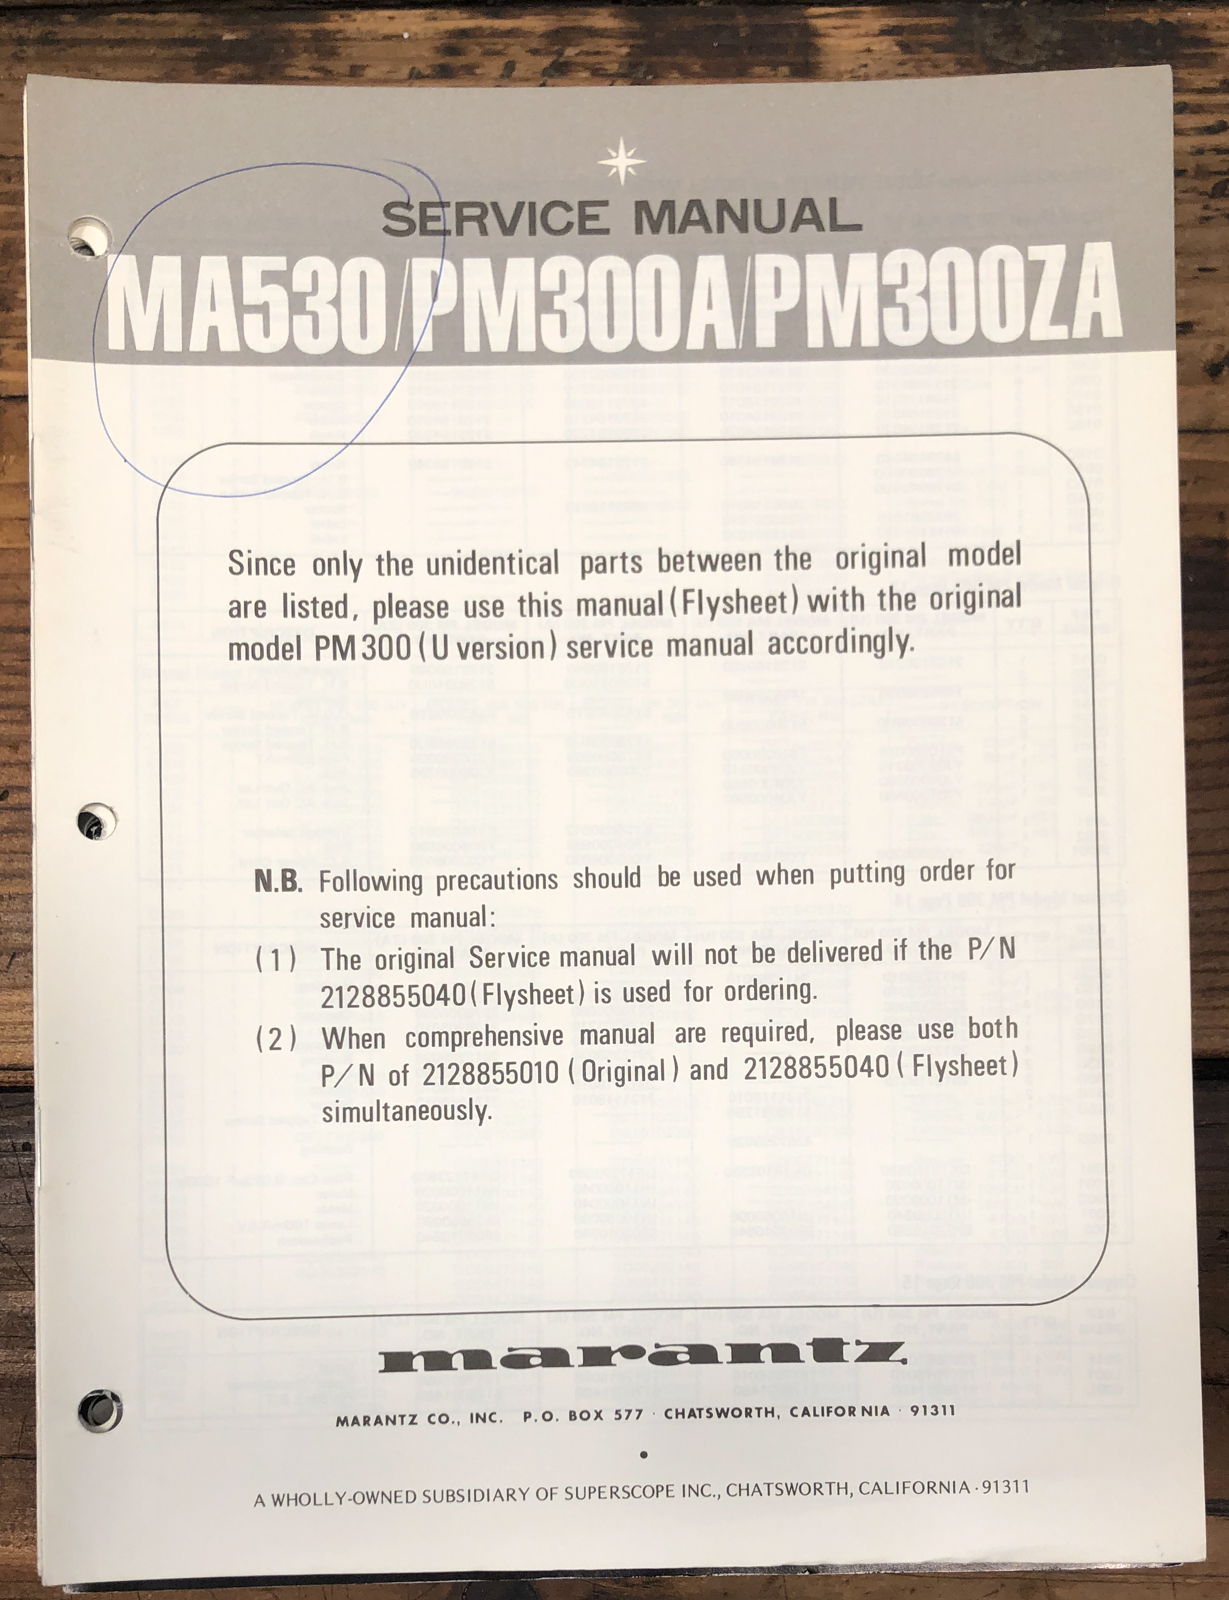 SERVICE MANUAL
MA530/PM300A/PM300ZA
Since only the unidentical parts between the original model
are listed, please use this manual (Flysheet) with the original
model PM300 (U version) service manual accordingly.
N.B. Following precautions should be used when putting order for
service manual:
(1) The original Service manual will not be delivered if the P/N
2128855040 (Flysheet) is used for ordering.
(2) When comprehensive manual are required, please use both
P/N of 2128855010 (Original) and 2128855040 (Flysheet)
simultaneously.
marantz
MARANTZ CO., INC. P.O. BOX 577 · CHATSWORTH, CALIFORNIA · 91311
•
A WHOLLY-OWNED SUBSIDIARY OF SUPERSCOPE INC., CHATSWORTH, CALIFORNIA · 91311